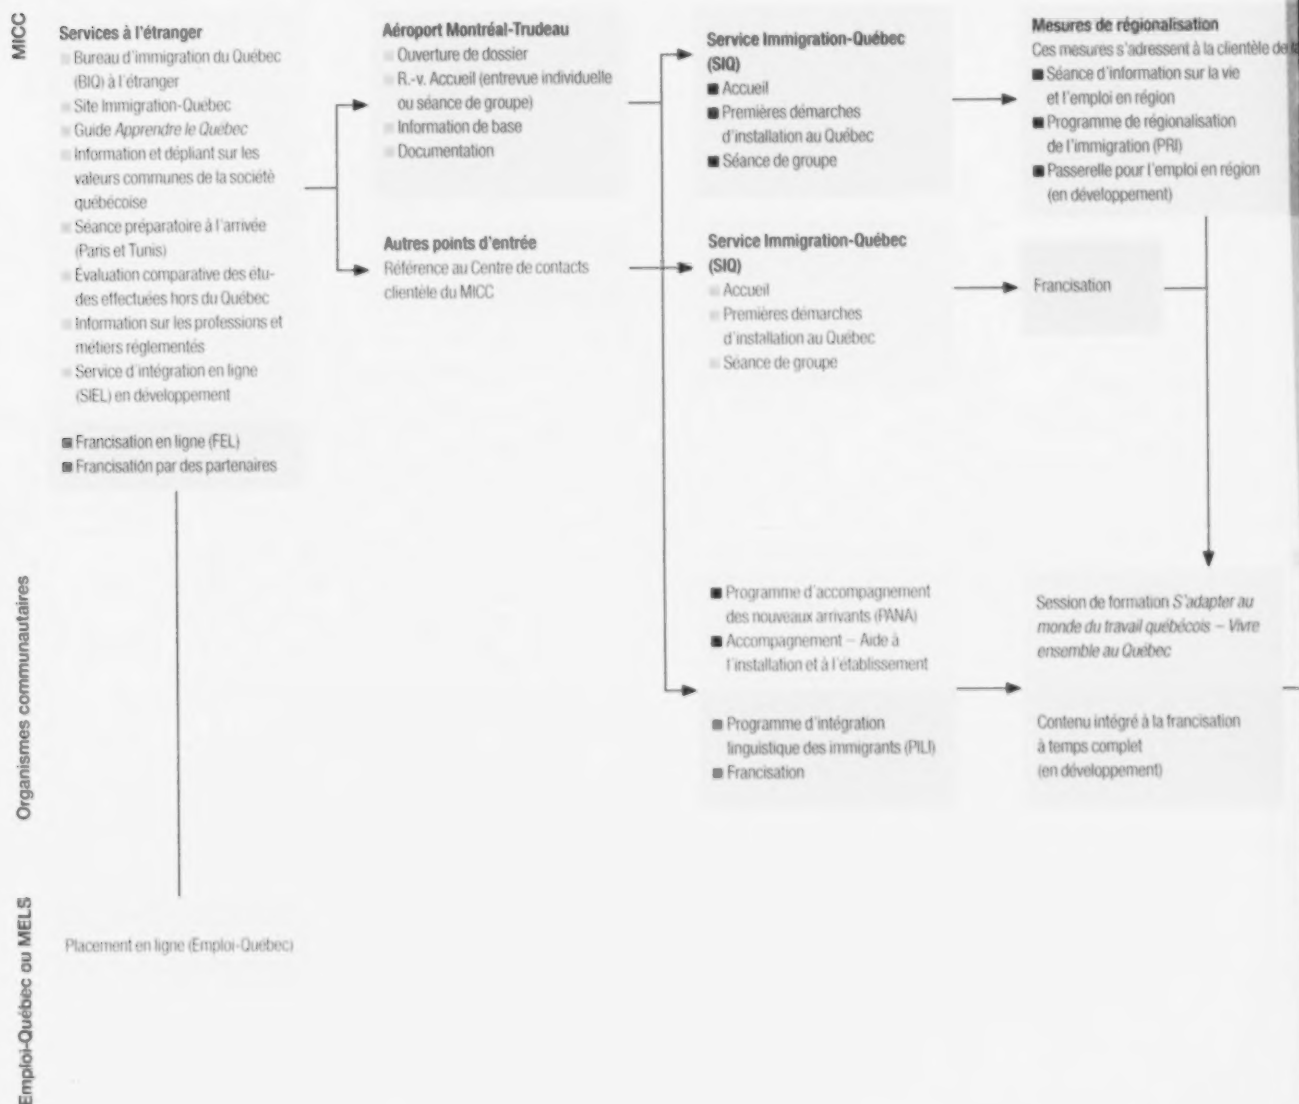 MICC
Services à l'étranger
Bureau d'immigration du Québec
(BIQ) à l'étranger
Site Immigration-Québec
Guide Apprendre le Québec
Information et dépliant sur les
valeurs communes de la société
québécoise
Séance préparatoire à l'arrivée
(Paris et Tunis)
Évaluation comparative des étu-
des effectuées hors du Québec
Information sur les professions et
métiers réglementés
Service d'intégration en ligne
(SIEL) en développement
Francisation en ligne (FEL)
Francisation par des partenaires
Aéroport Montréal-Trudeau
Ouverture de dossier
R.-v. Accueil (entrevue individuelle
ou séance de groupe)
Information de base
Documentation
Autres points d'entrée
Référence au Centre de contacts
clientèle du MICC
Service Immigration-Québec
(SIQ)
Accueil
Premières démarches
d'installation au Québec
Séance de groupe
Service Immigration-Québec
(SIQ)
Accueil
Premières démarches
d'installation au Québec
Séance de groupe
Mesures de régionalisation
Ces mesures s'adressent à la clientèle de
Séance d'information sur la vie
et l'emploi en région
Programme de régionalisation
de l'immigration (PRI)
Passerelle pour l'emploi en région
(en développement)
Francisation
Organismes communautaires
Programme d'accompagnement
des nouveaux arrivants (PANA)
Accompagnement – Aide à
l'installation et à l'établissement
Programme d'intégration
linguistique des immigrants (PILI)
Francisation
Session de formation S'adapter au
monde du travail québécois – Vivre
ensemble au Québec
Contenu intégré à la francisation
à temps complet
(en développement)
Emploi-Québec ou MELS
Placement en ligne (Emploi-Québec)